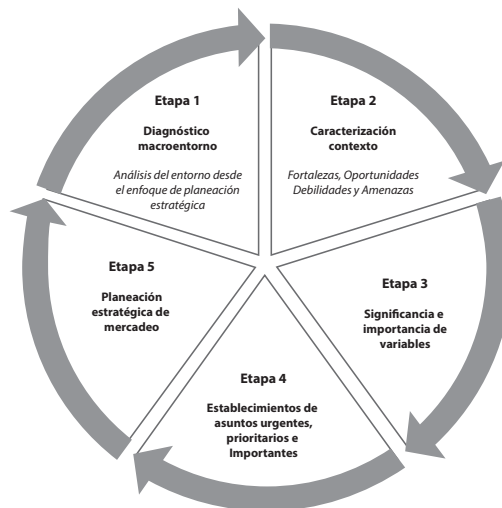 Etapa 1
Diagnóstico
macroentorno
Análisis del entorno desde
el enfoque de planeación
estratégica
Etapa 2
Caracterización
contexto
Fortalezas, Oportunidades
Debilidades y Amenazas
Etapa 3
Significancia e
importancia de
variables
Etapa 4
Establecimientos de
asuntos urgentes,
prioritarios e
Importantes
Etapa 5
Planeación
estratégica de
mercadeo